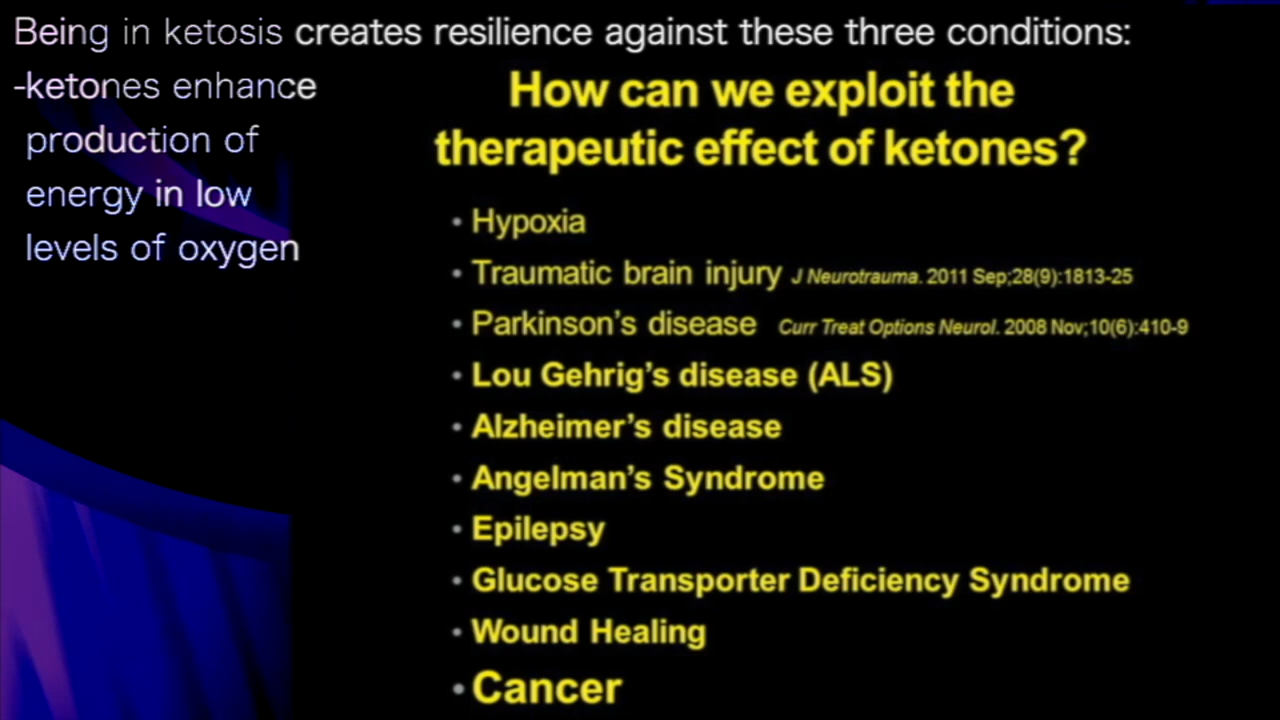 Being in ketosis creates resilience against these three conditions:
-ketones enhance
production of
energy in low
levels of oxygen
How can we exploit the
therapeutic effect of ketones?
• Hypoxia
• Traumatic brain injury J Neurotrauma. 2011 Sep;28(9):1813-25
• Parkinson's disease Curr Treat Options Neurol. 2008 Nov;10(6):410-9
• Lou Gehrig's disease (ALS)
• Alzheimer's disease
• Angelman's Syndrome
• Epilepsy
• Glucose Transporter Deficiency Syndrome
• Wound Healing
• Cancer